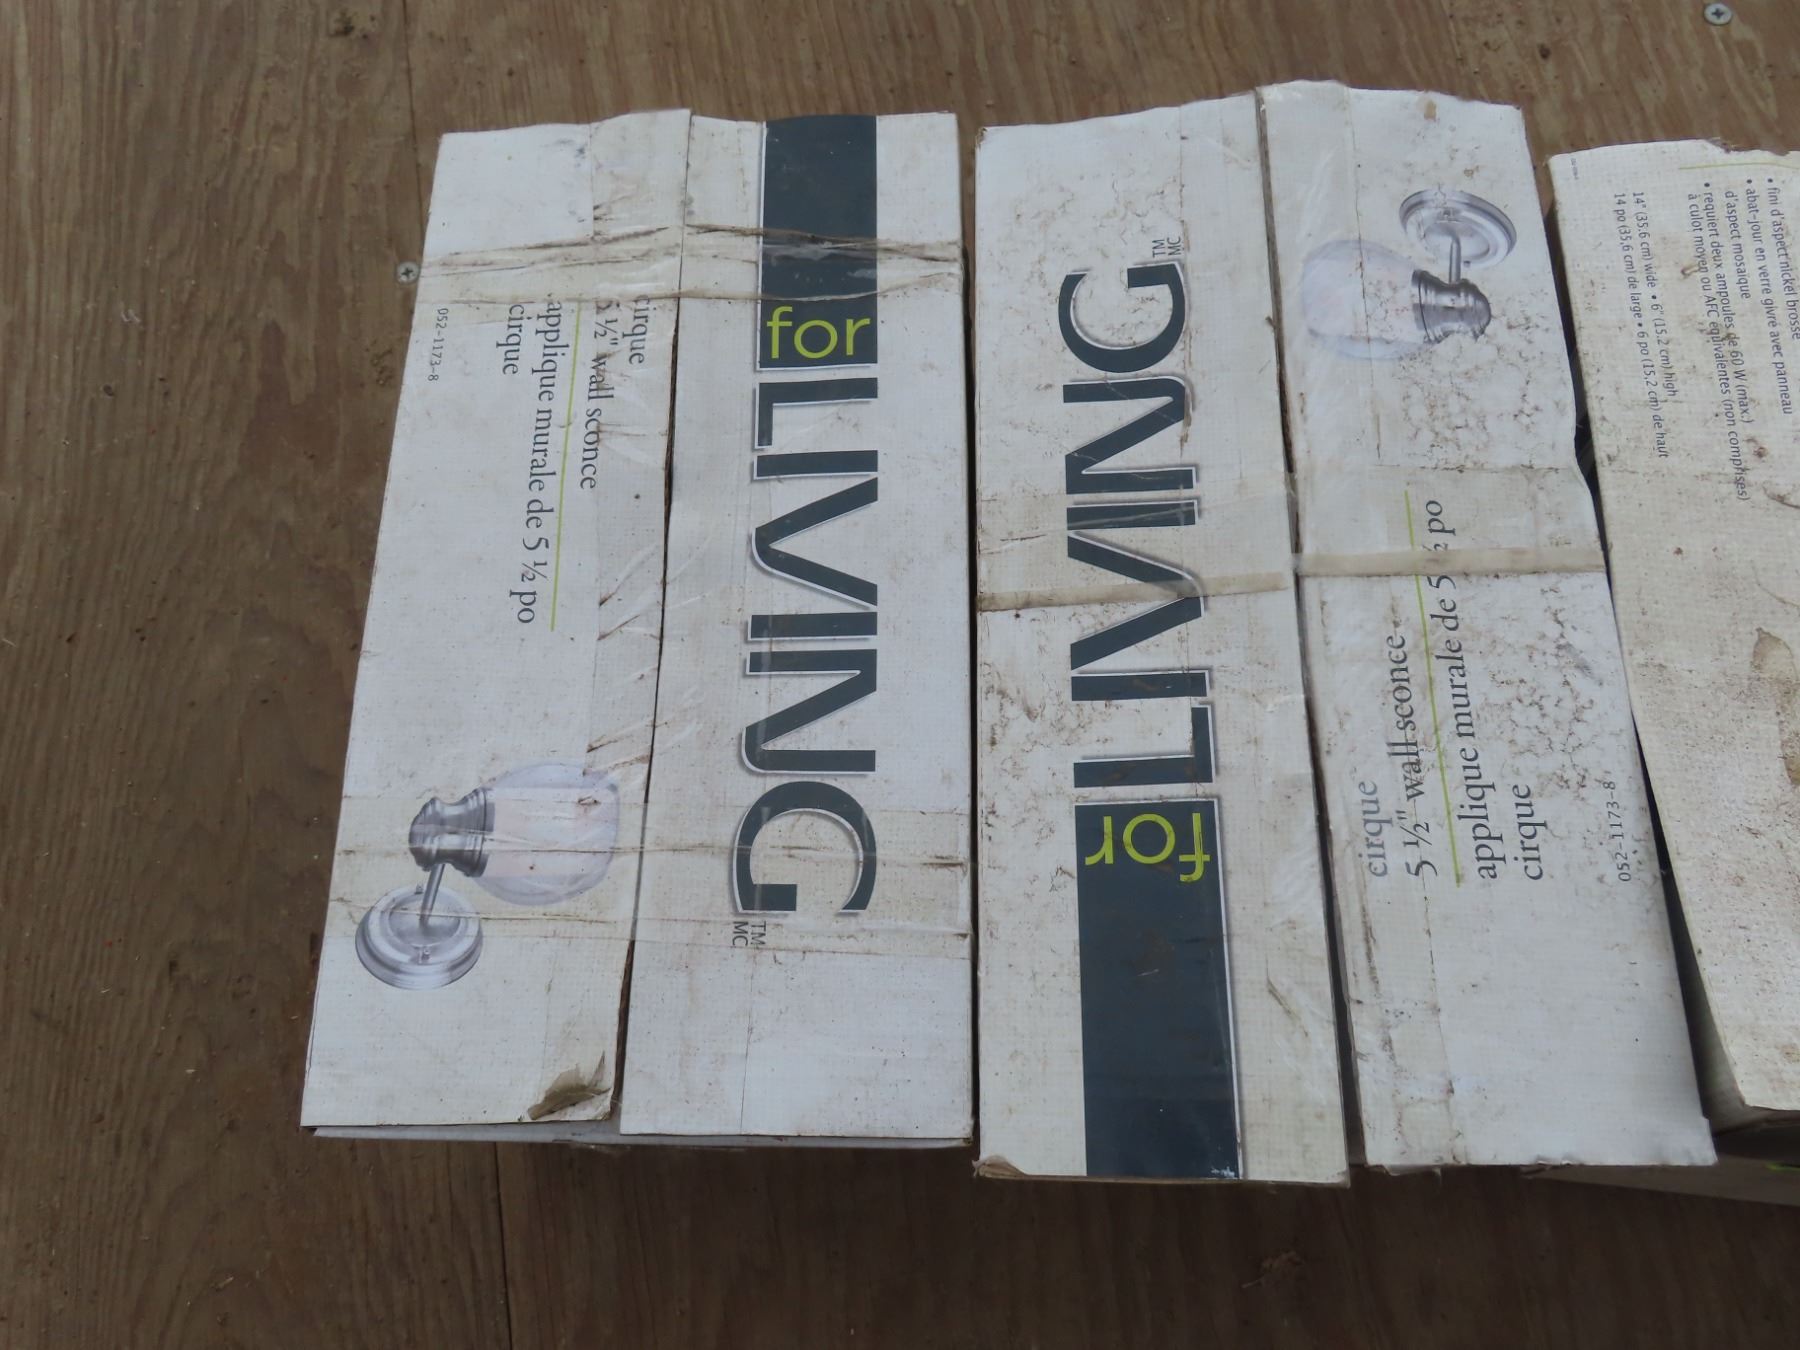 cirque
5 ½" wall sconce
applique murale de 5 ½ po
cirque
052-1173-8
for LIVING
TM
MC
for LIVING
TM
MC
cirque
5 ½" wall sconce
applique murale de 5 ½ po
cirque
052-1173-8
• fini d'aspect nickel brossé
• abat-jour en verre givré avec panneau
d'aspect mosaïque
• requiert deux ampoules de 60 W (max.)
à culot moyen ou AFC équivalentes (non comprises)
14" (35.6 cm) wide • 6" (15.2 cm) high
14 po (35,6 cm) de large • 6 po (15,2 cm) de haut